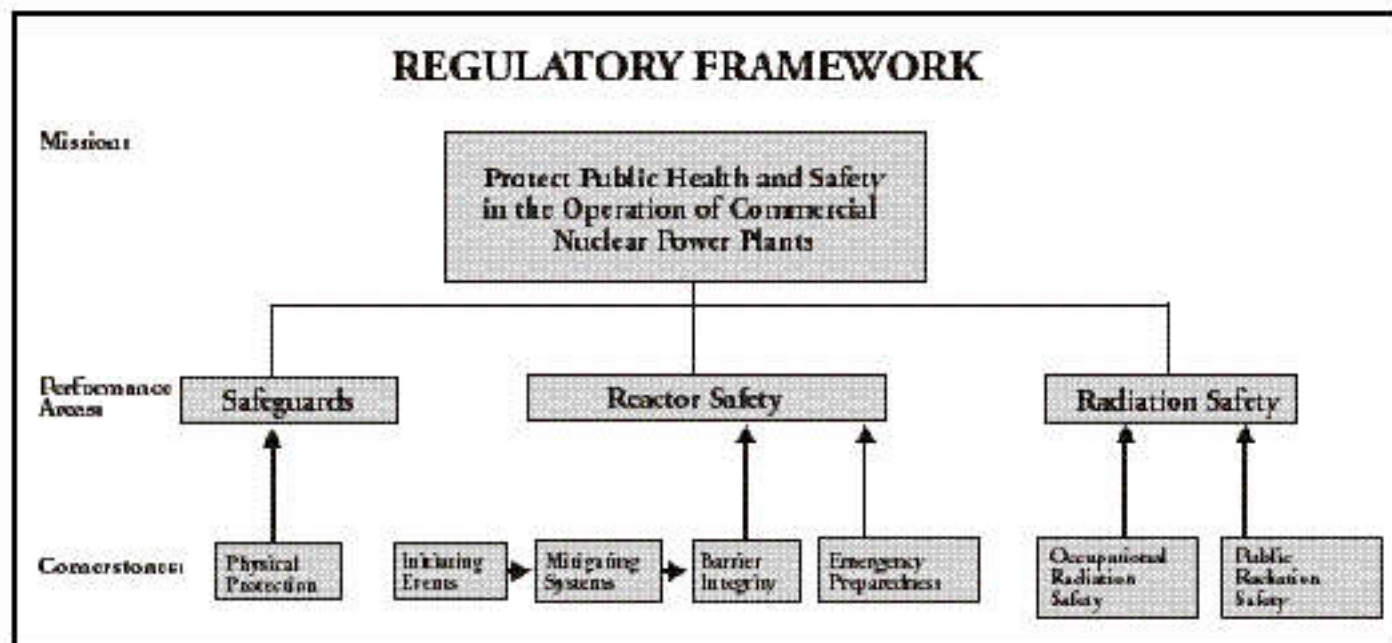 REGULATORY FRAMEWORK
Missions
Protect Public Health and Safety
in the Operation of Commercial
Nuclear Power Plants
Performance
Areas:
Safeguards
Reactor Safety
Radiation Safety
Cornerstones:
Physical
Protection
Initiating
Events
Mitigating
Systems
Barrier
Integrity
Emergency
Preparedness
Occupational
Radiation
Safety
Public
Radiation
Safety